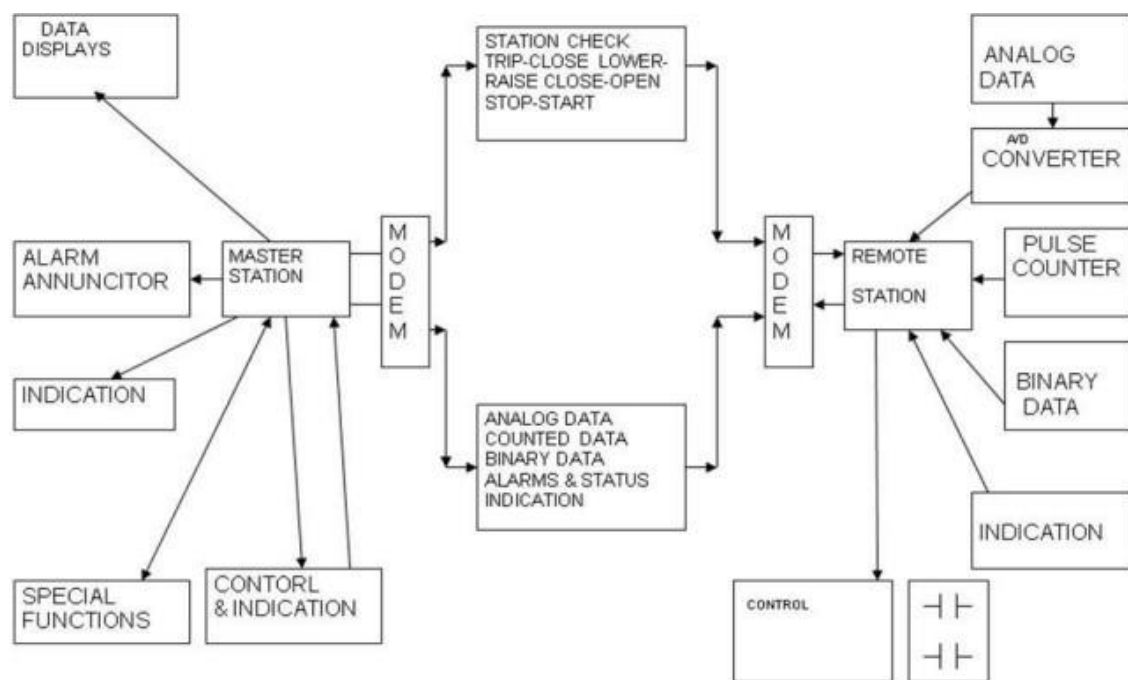 DATA
DISPLAYS
STATION CHECK
TRIP-CLOSE LOWER-
RAISE CLOSE-OPEN
STOP-START
ANALOG
DATA
A/D
CONVERTER
ALARM
ANNUNCITOR
MASTER
STATION
MODEM
MODEM
REMOTE
STATION
PULSE
COUNTER
INDICATION
ANALOG DATA
COUNTED DATA
BINARY DATA
ALARMS & STATUS
INDICATION
BINARY
DATA
INDICATION
SPECIAL
FUNCTIONS
CONTORL
& INDICATION
CONTROL